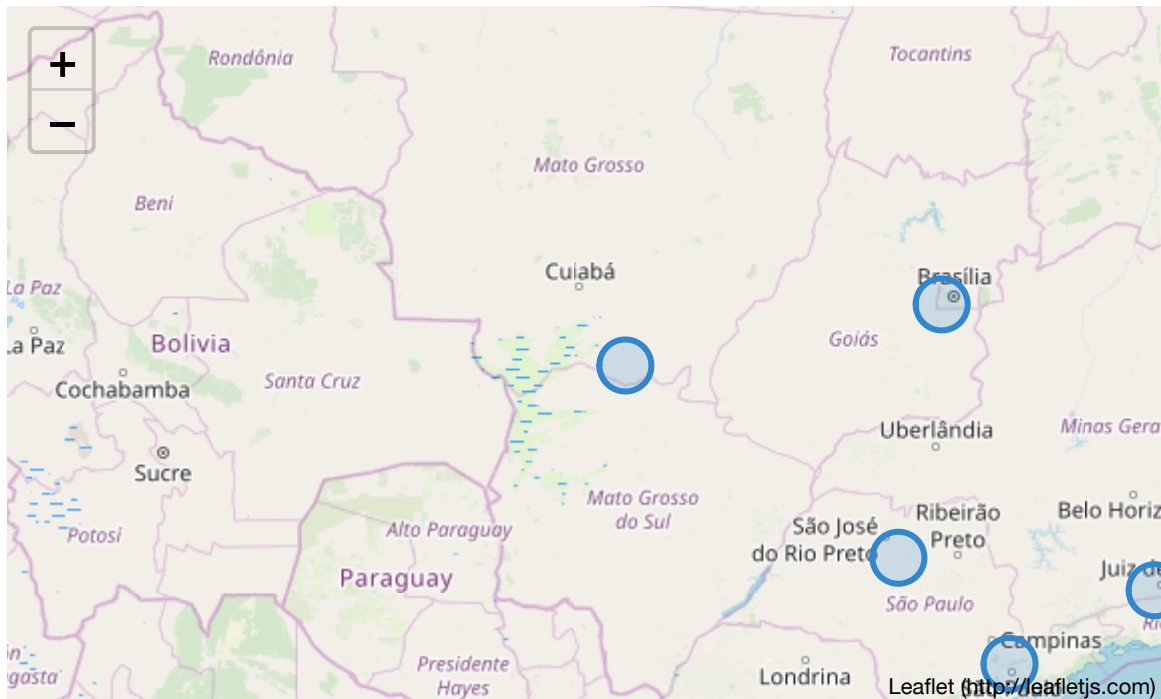 +
−
Rondônia
Tocantins
Mato Grosso
Beni
Cuiabá
Brasília
La Paz
La Paz
Bolivia
Goiás
Cochabamba
Santa Cruz
Uberlândia
Minas Gera
Sucre
Mato Grosso
do Sul
Belo Horiz
Ribeirão
Preto
São José
do Rio Preto
Potosí
Alto Paraguay
Paraguay
Juiz de
São Paulo
Campinas
Presidente
Hayes
Londrina
Leaflet (http://leafletjs.com)